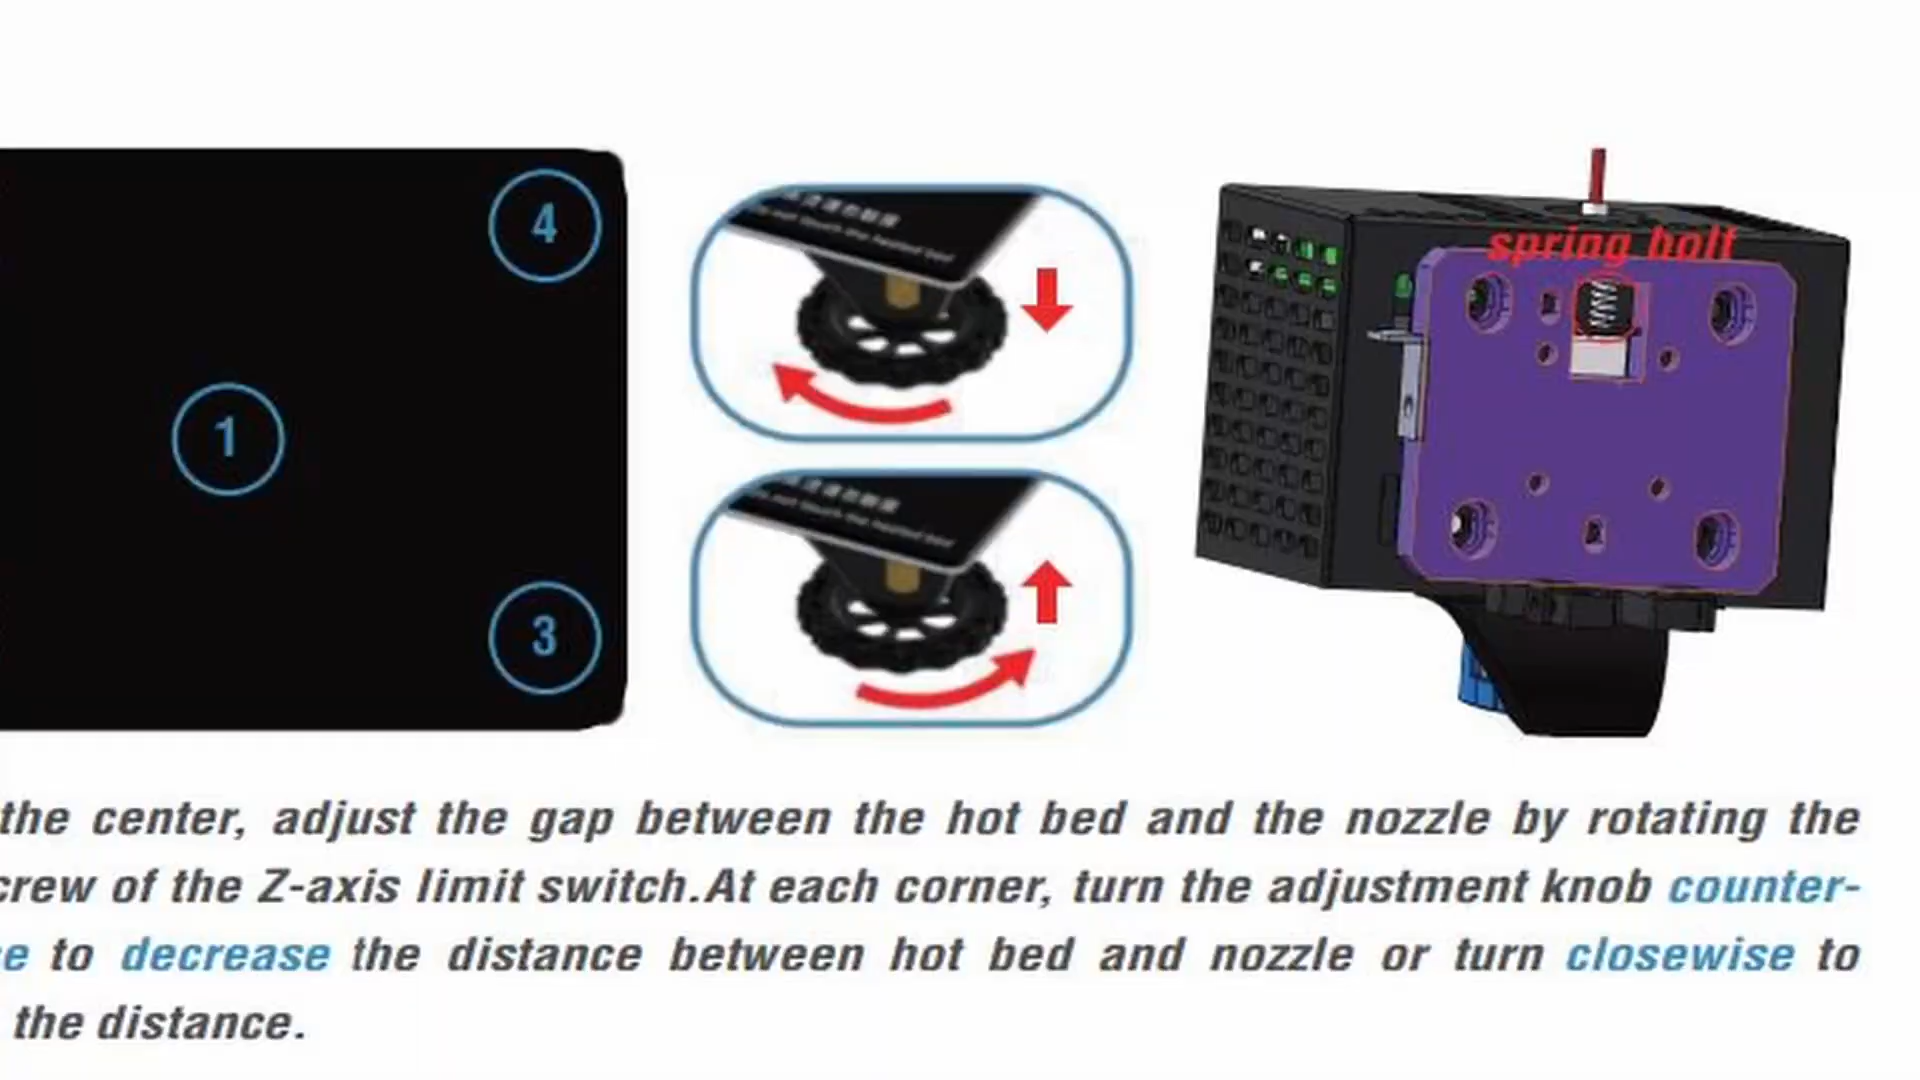 4
spring bolt
1
3
the center, adjust the gap between the hot bed and the nozzle by rotating the
crew of the Z-axis limit switch.At each corner, turn the adjustment knob counter-
e to decrease the distance between hot bed and nozzle or turn closewise to
the distance.